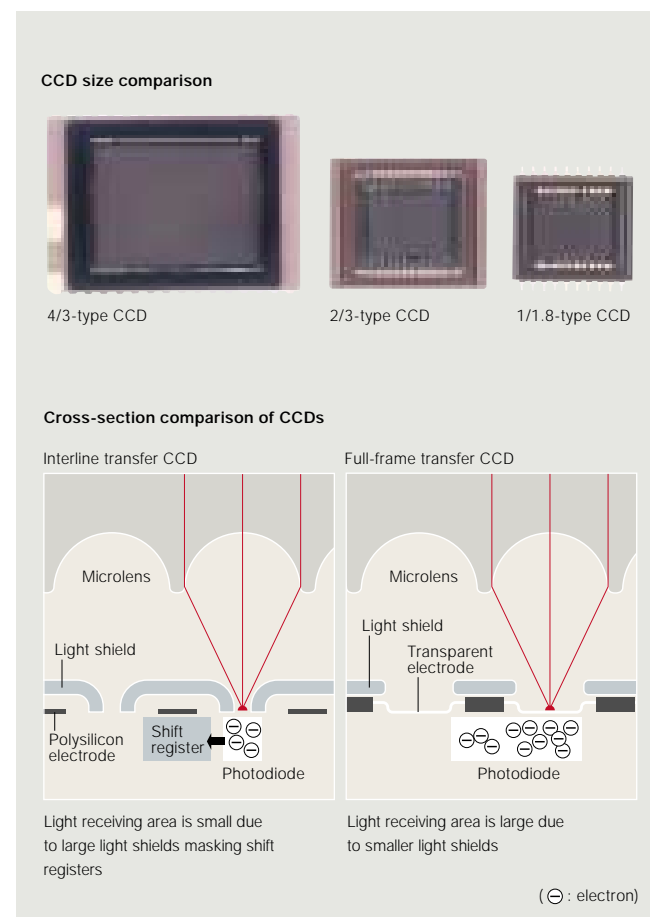 CCD size comparison
4/3-type CCD
2/3-type CCD
1/1.8-type CCD
Cross-section comparison of CCDs
Interline transfer CCD
Microlens
Light shield
Polysilicon
electrode
Shift
register
Photodiode
Light receiving area is small due
to large light shields masking shift
registers
Full-frame transfer CCD
Microlens
Light shield
Transparent
electrode
Photodiode
Light receiving area is large due
to smaller light shields
(⊖ : electron)